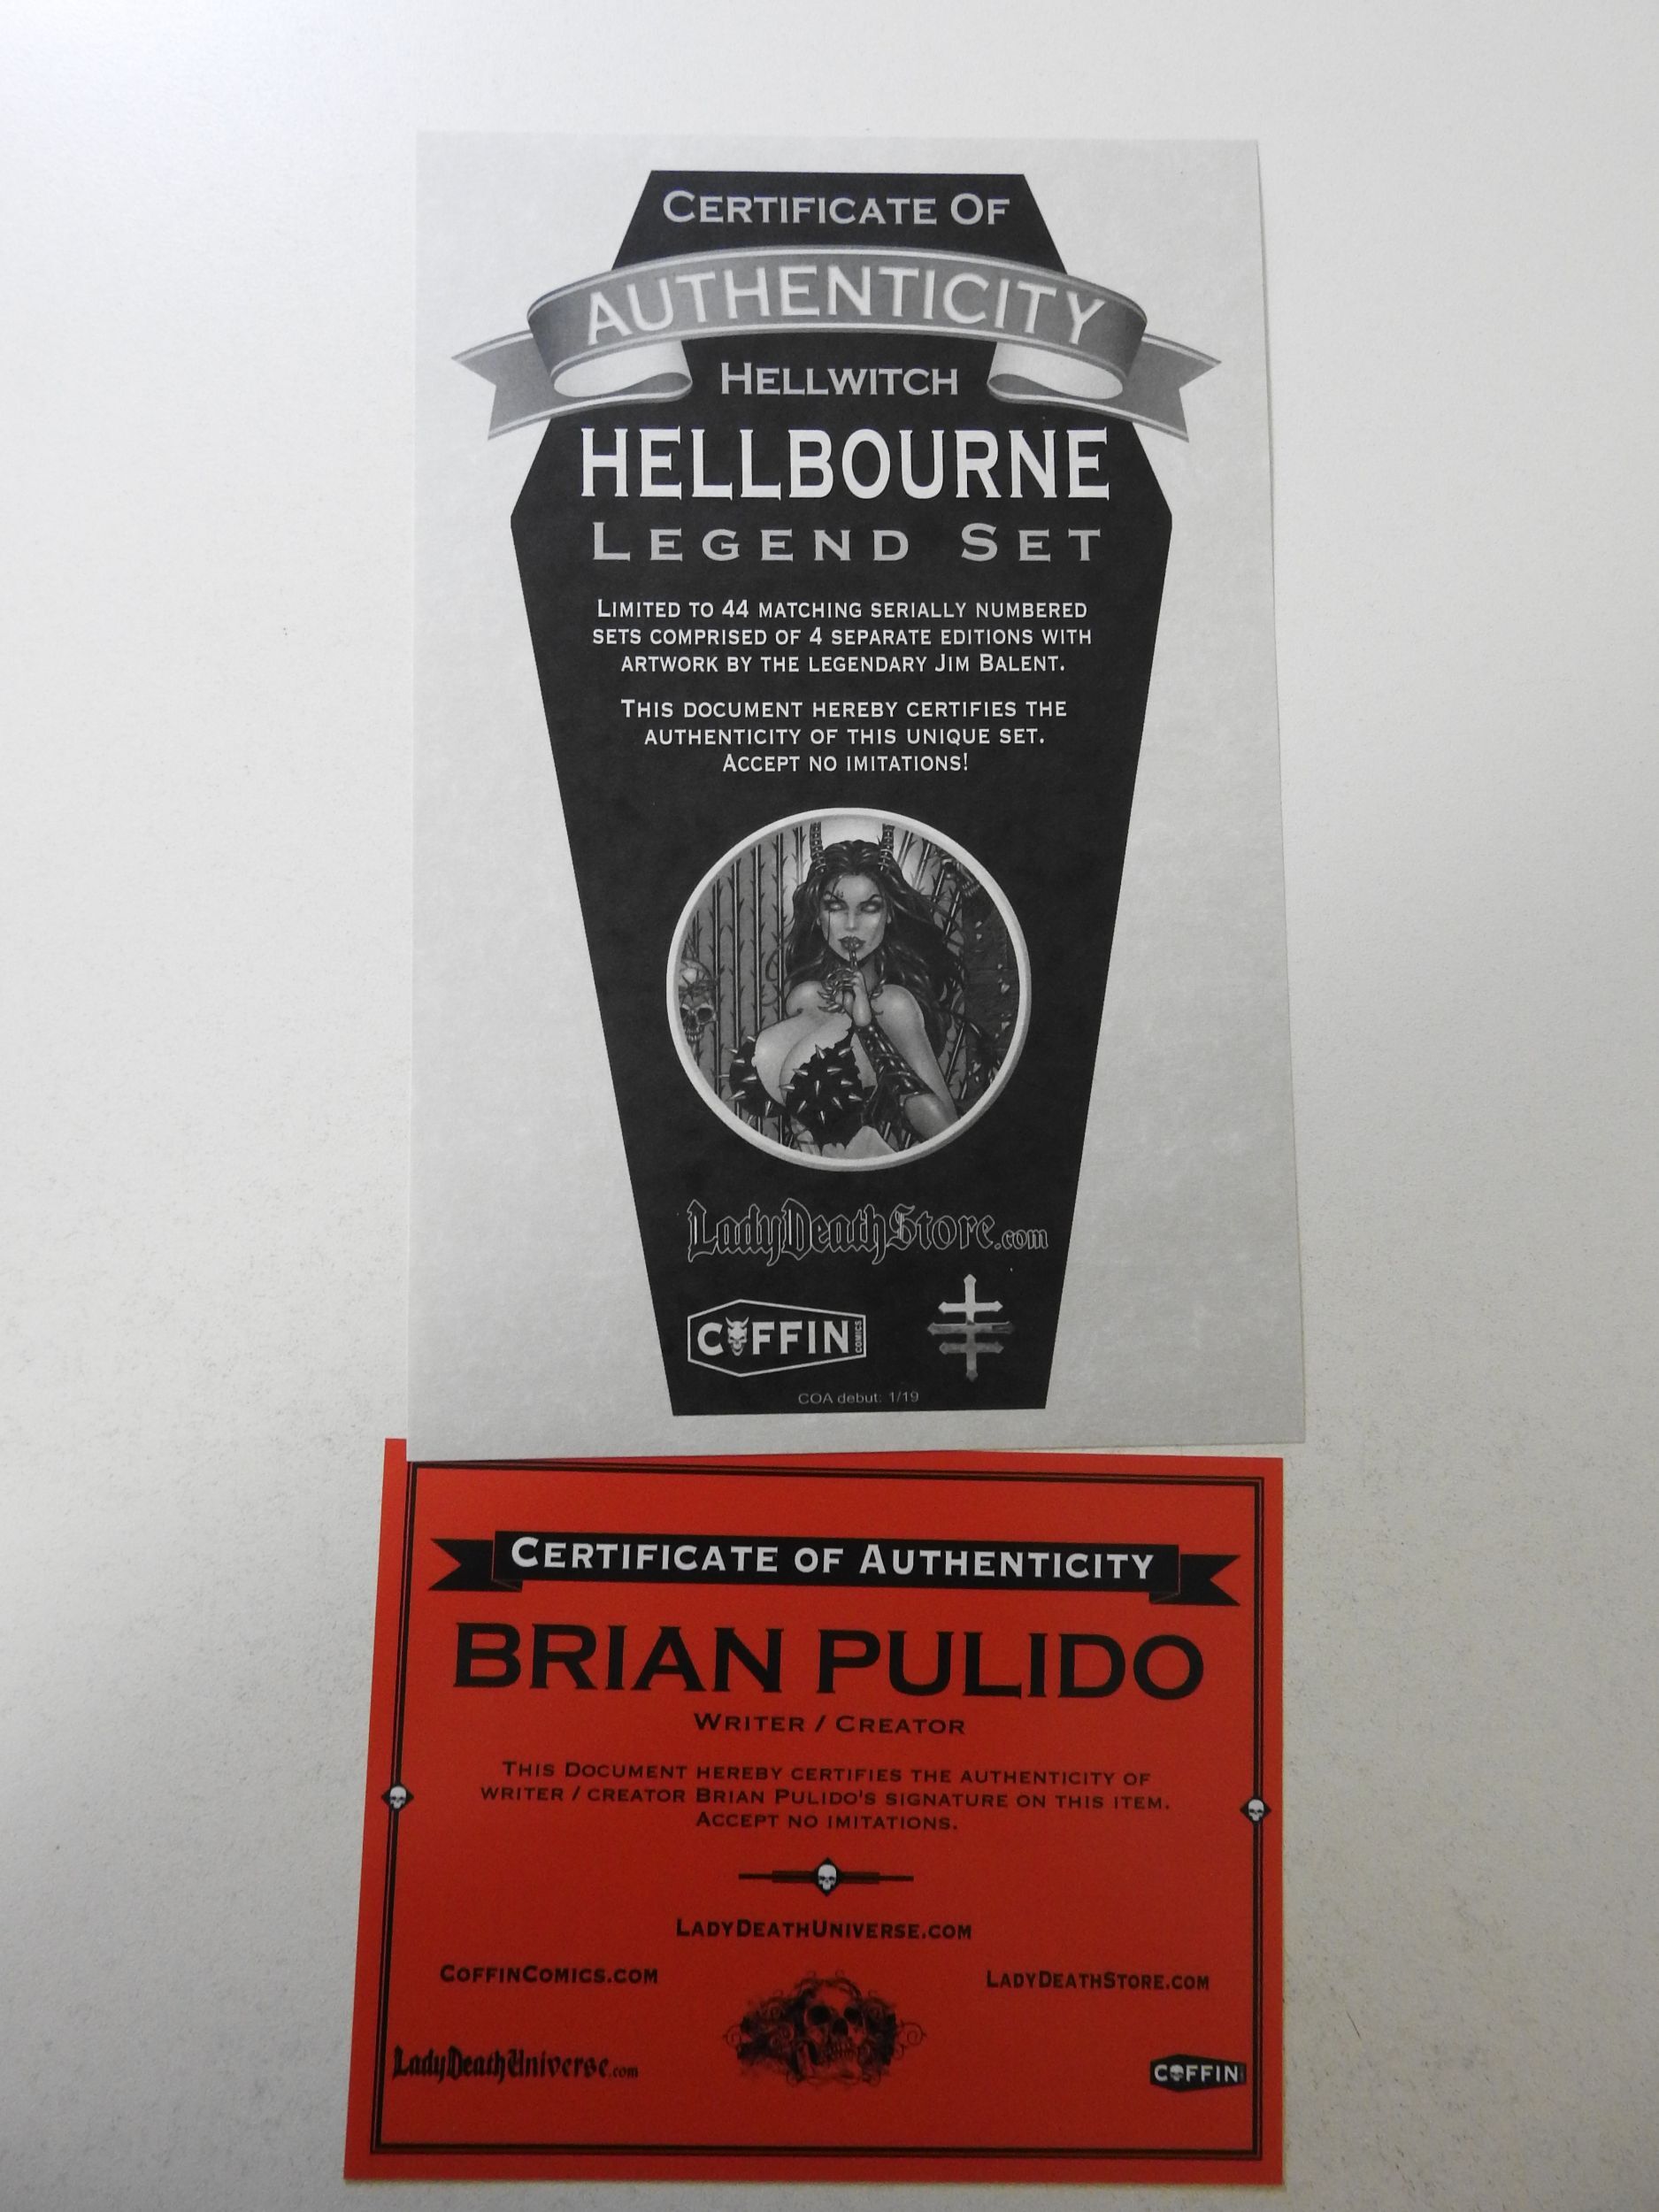 CERTIFICATE OF
AUTHENTICITY
HELLWITCH
HELLBOURNE
LEGEND SET
LIMITED TO 44 MATCHING SERIALLY NUMBERED
SETS COMPRISED OF 4 SEPARATE EDITIONS WITH
ARTWORK BY THE LEGENDARY JIM BALENT.
THIS DOCUMENT HEREBY CERTIFIES THE
AUTHENTICITY OF THIS UNIQUE SET.
ACCEPT NO IMITATIONS!
LadyDeathStore.com
COFFIN COMICS
COA debut: 1/19
CERTIFICATE OF AUTHENTICITY
BRIAN PULIDO
WRITER / CREATOR
THIS DOCUMENT HEREBY CERTIFIES THE AUTHENTICITY OF
WRITER / CREATOR BRIAN PULIDO'S SIGNATURE ON THIS ITEM.
ACCEPT NO IMITATIONS.
LADYDEATHUNIVERSE.COM
COFFINCOMICS.COM
LADYDEATHSTORE.COM
LadyDeathUniverse.com
COFFIN